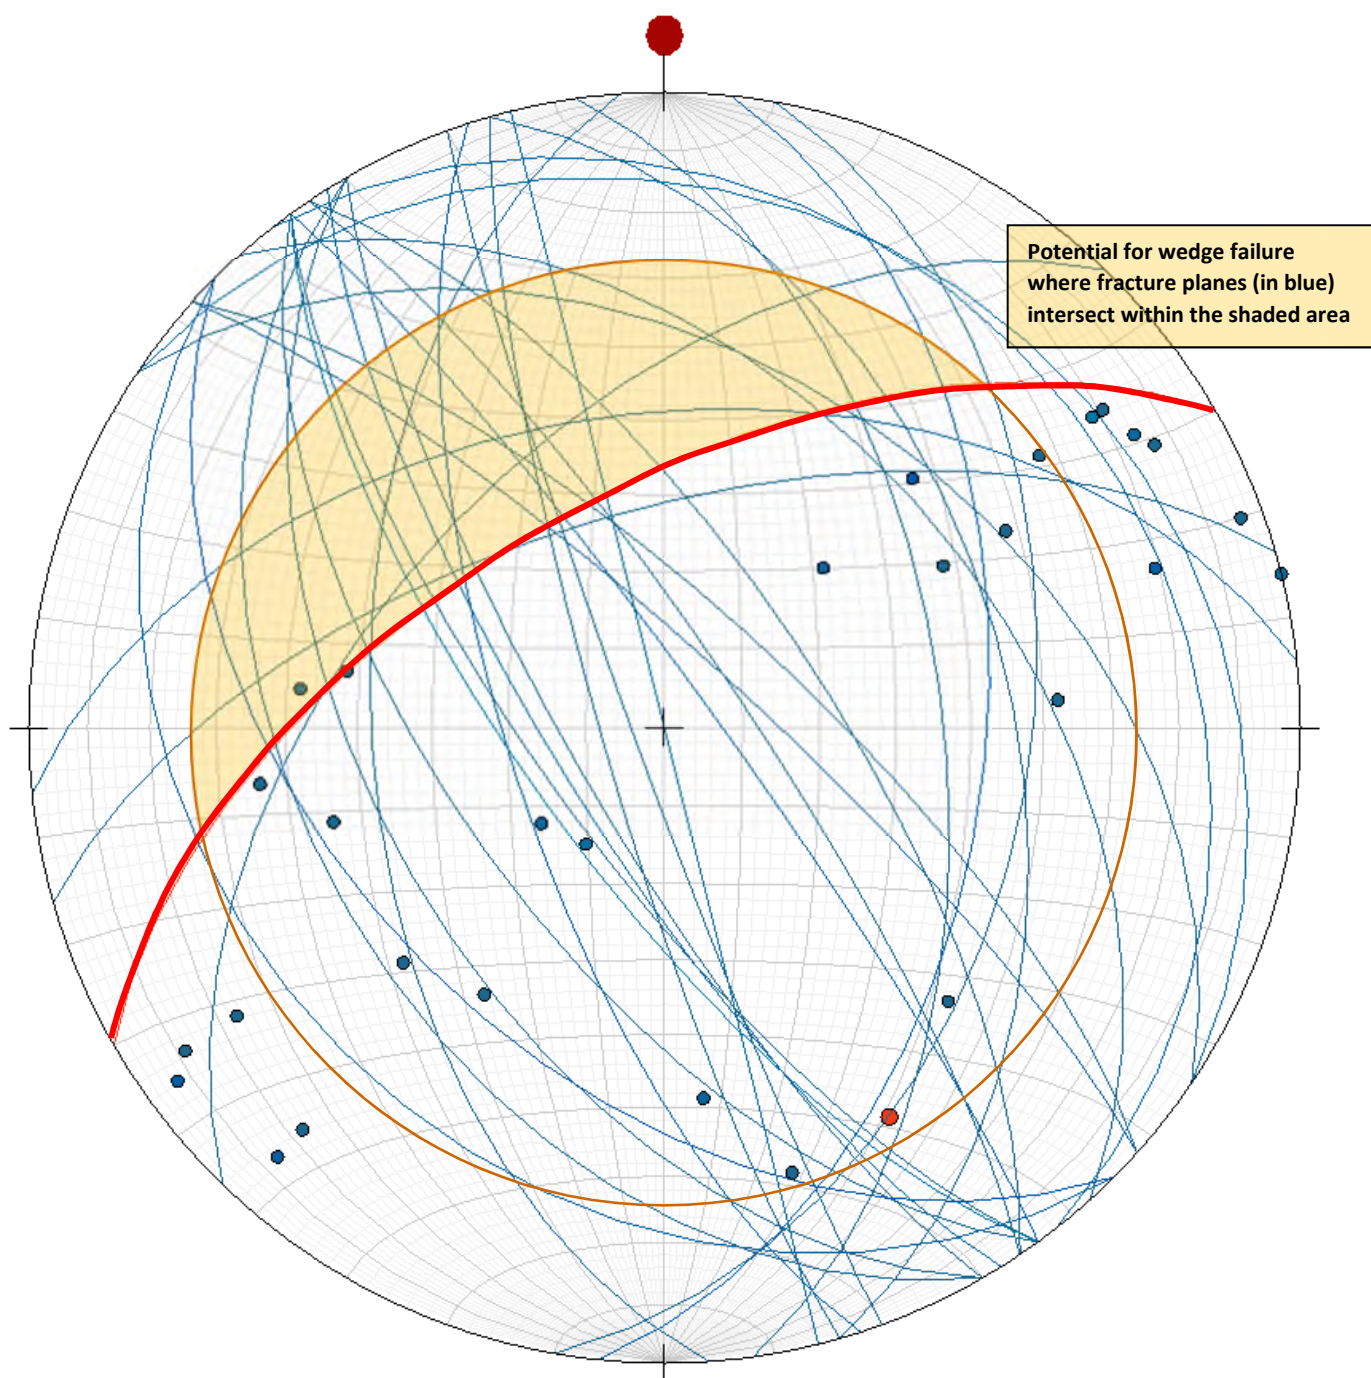 Potential for wedge failure
where fracture planes (in blue)
intersect within the shaded area